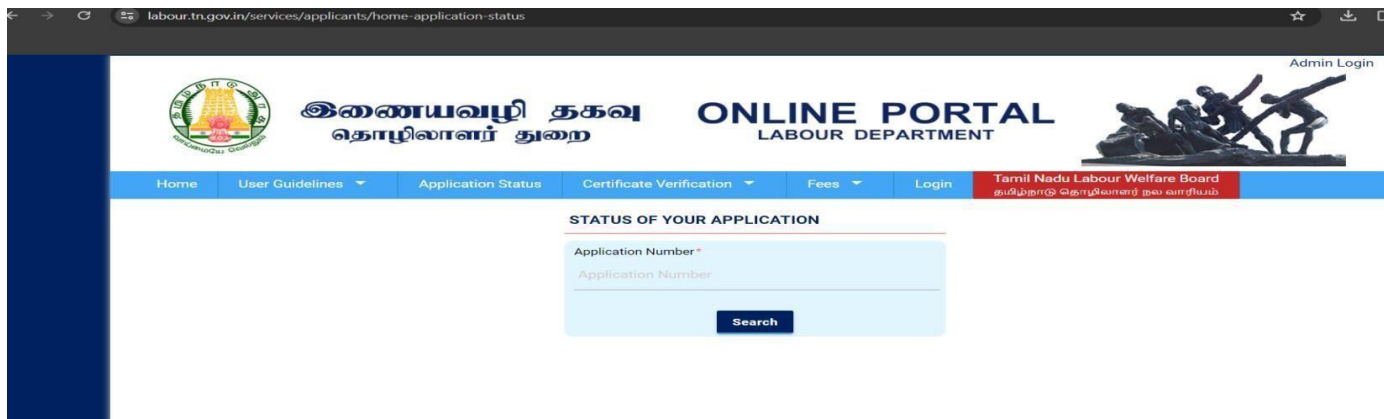 labour.tn.gov.in/services/applicants/home-application-status
Admin Login
இணையவழி தகவு
தொழிலாளர் துறை
ONLINE PORTAL
LABOUR DEPARTMENT
Home
User Guidelines
Application Status
Certificate Verification
Fees
Login
Tamil Nadu Labour Welfare Board
தமிழ்நாடு தொழிலாளர் நல வாரியம்
STATUS OF YOUR APPLICATION
Application Number*
Application Number
Search